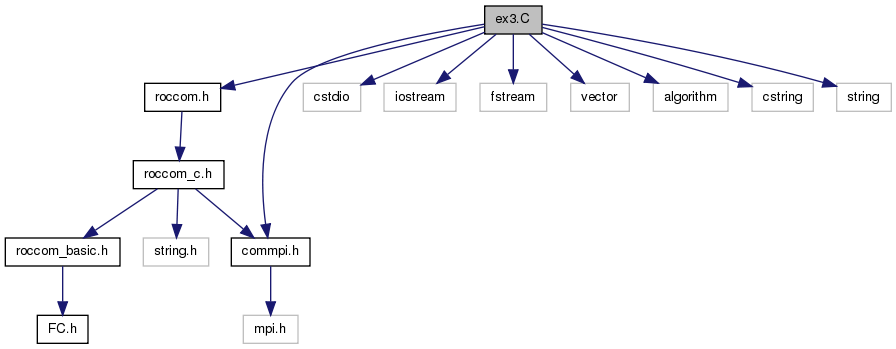 ex3.C
roccom.h
cstdio
iostream
fstream
vector
algorithm
cstring
string
roccom_c.h
roccom_basic.h
string.h
commpi.h
FC.h
mpi.h